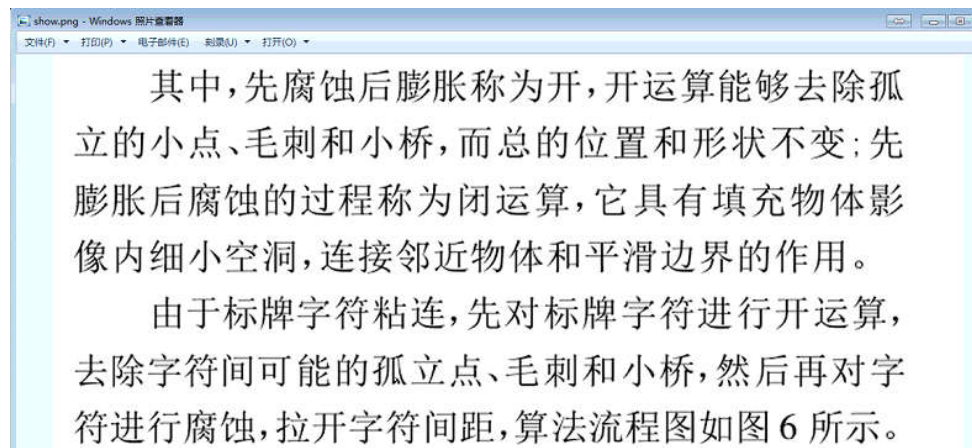 show.png - Windows 照片查看器
文件(F) 打印(P) 电子邮件(E) 刻录(U) 打开(O)
其中,先腐蚀后膨胀称为开,开运算能够去除孤
立的小点、毛刺和小桥,而总的位置和形状不变;先
膨胀后腐蚀的过程称为闭运算,它具有填充物体影
像内细小空洞,连接邻近物体和平滑边界的作用。
由于标牌字符粘连,先对标牌字符进行开运算,
去除字符间可能的孤立点、毛刺和小桥,然后再对字
符进行腐蚀,拉开字符间距,算法流程图如图 6 所示。